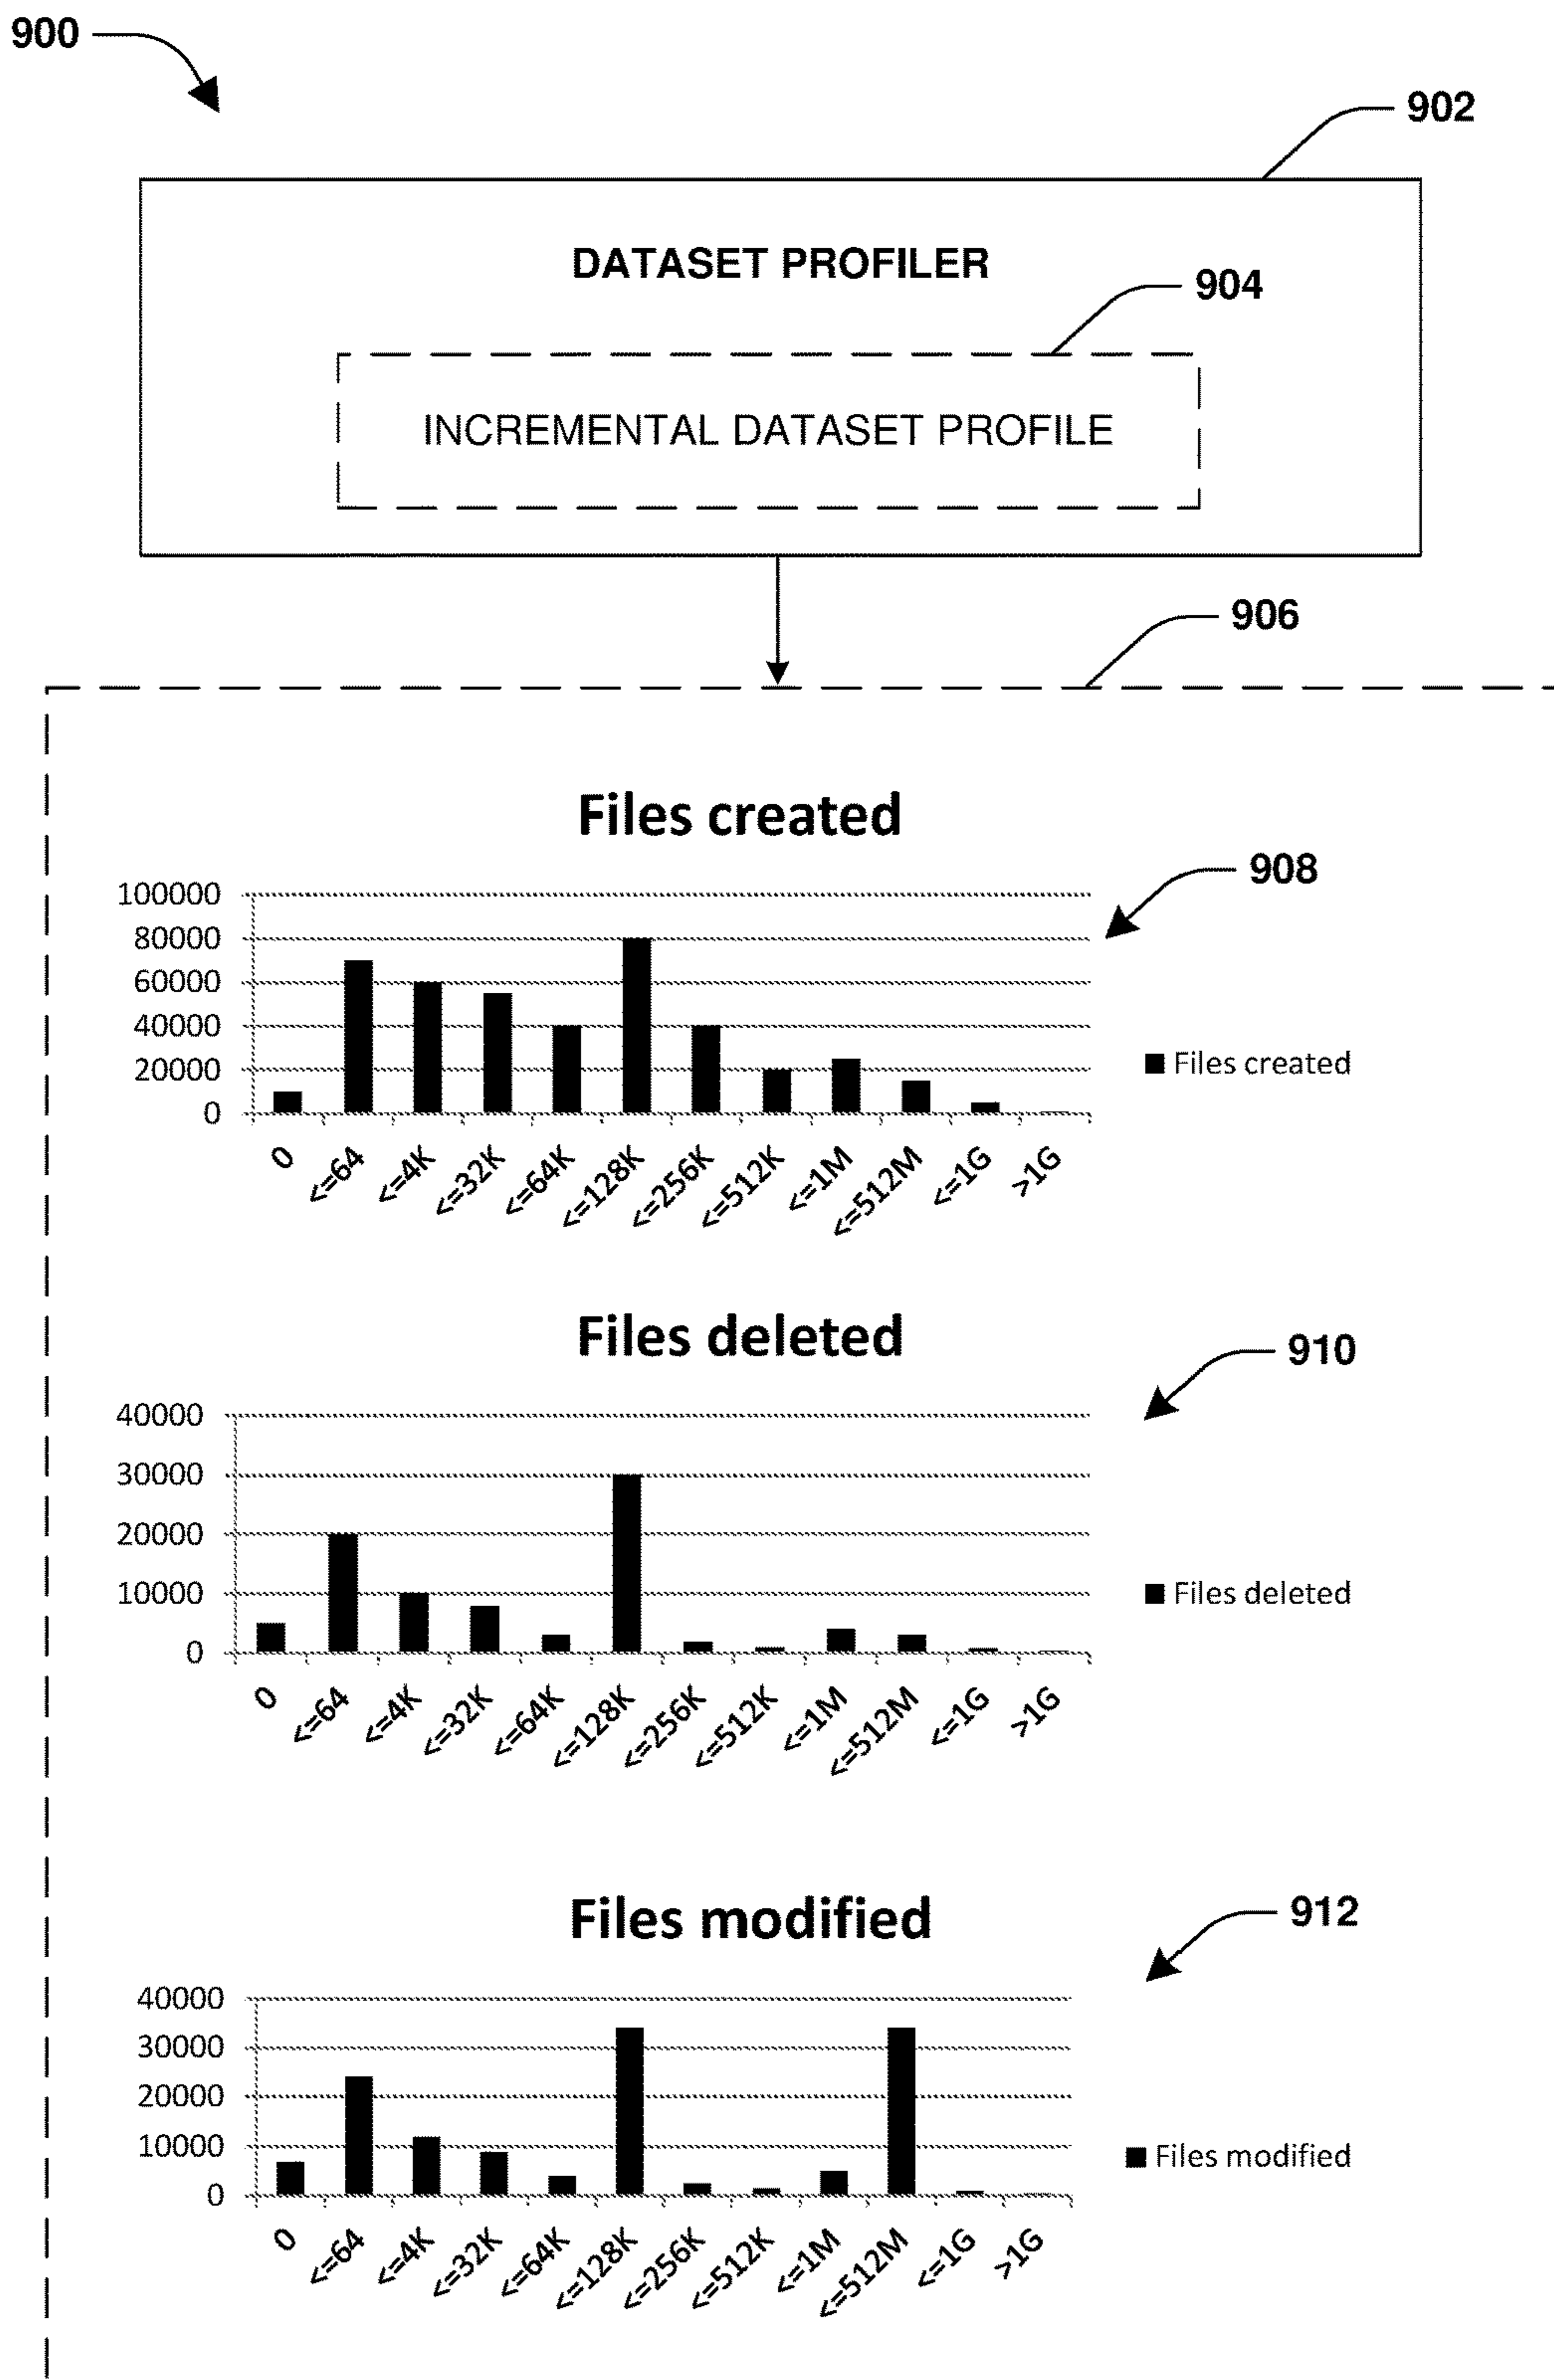 900
902
DATASET PROFILER
904
INCREMENTAL DATASET PROFILE
906
Files created
908
100000
80000
60000
40000
20000
0
Files created
0 <=64 <=4K <=32K <=64K <=128K <=256K <=512K <=1M <=512M <=1G >1G
Files deleted
910
40000
30000
20000
10000
0
Files deleted
0 <=64 <=4K <=32K <=64K <=128K <=256K <=512K <=1M <=512M <=1G >1G
Files modified
912
40000
30000
20000
10000
0
Files modified
0 <=64 <=4K <=32K <=64K <=128K <=256K <=512K <=1M <=512M <=1G >1G